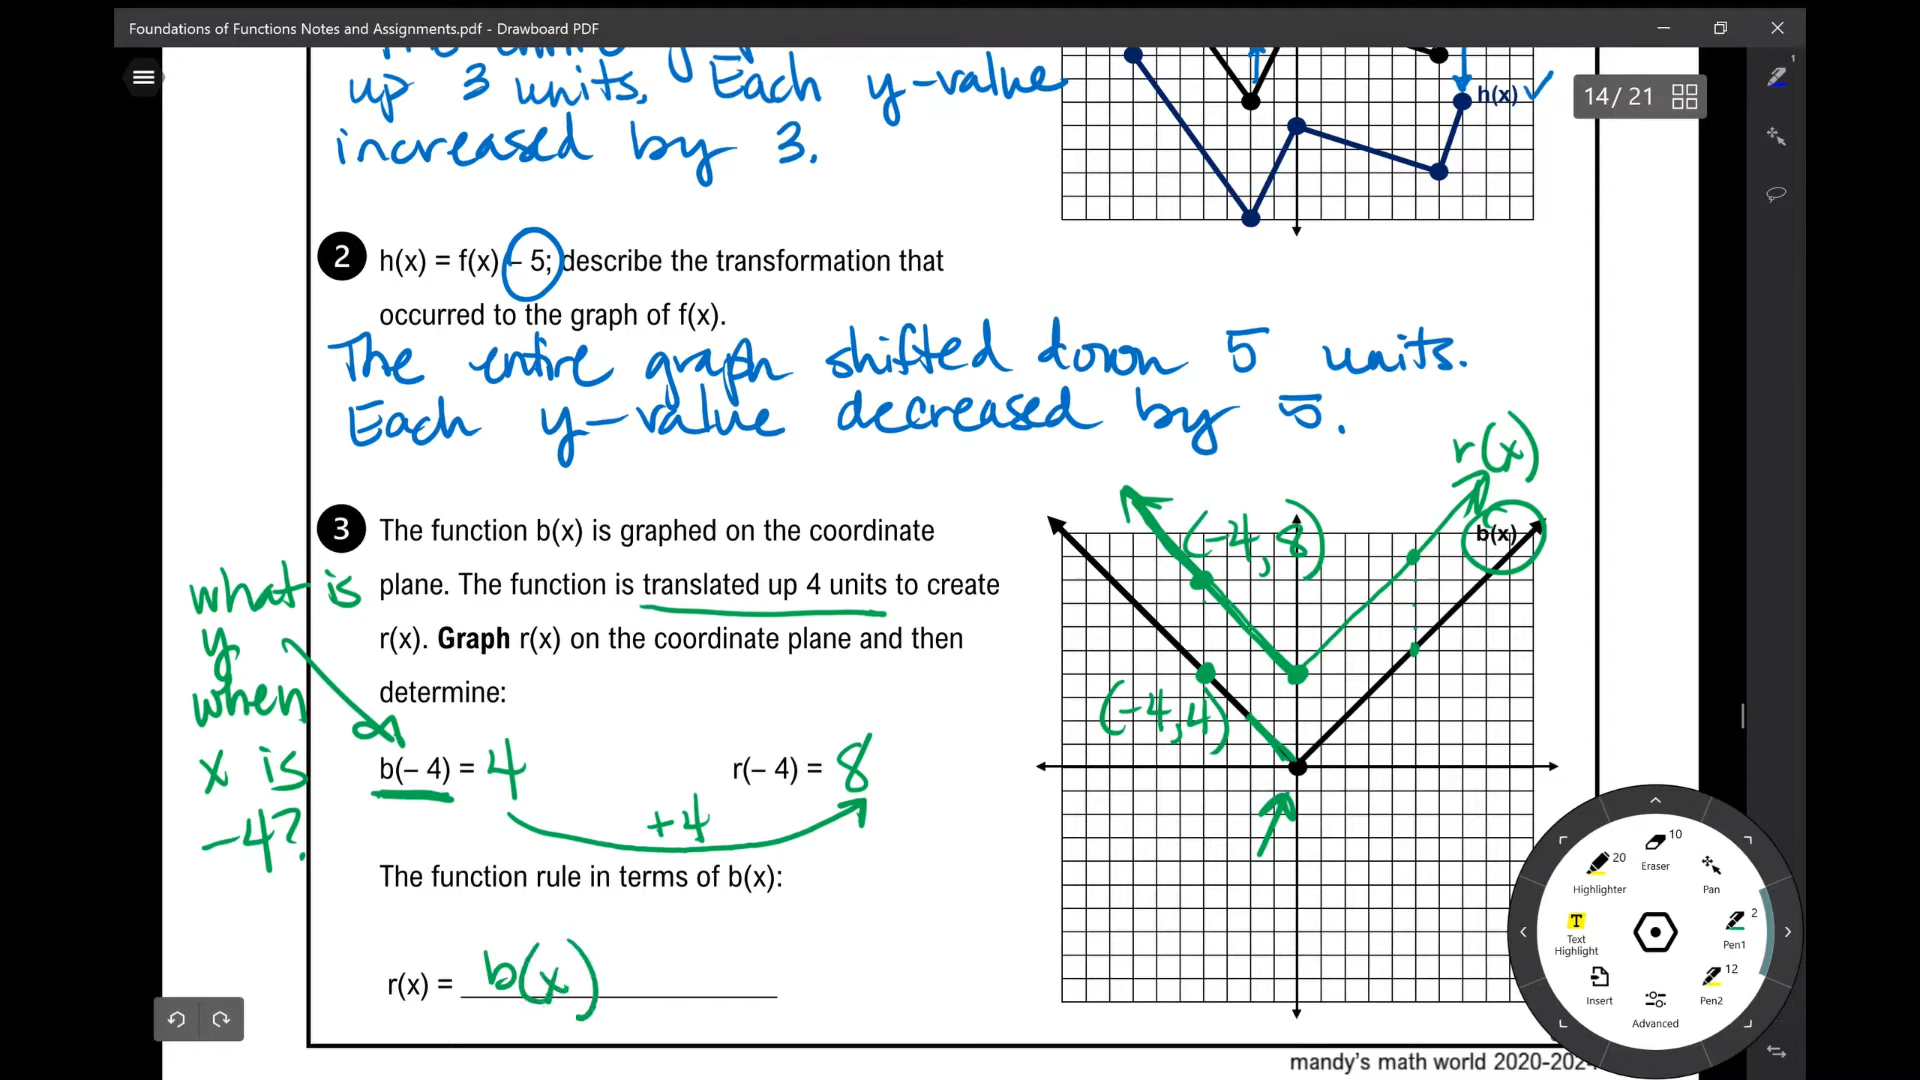 Foundations of Functions Notes and Assignments.pdf - Drawboard PDF
up 3 units. Each y-value
increased by 3.
h(x) ✓
14 / 21
1
2 h(x) = f(x) – 5; describe the transformation that
occurred to the graph of f(x).
The entire graph shifted down 5 units.
Each y-value decreased by 5.
3 The function b(x) is graphed on the coordinate
plane. The function is translated up 4 units to create
r(x). Graph r(x) on the coordinate plane and then
determine:
what is
y
when
x is
-4?
b(– 4) = 4
r(– 4) = 8
+4
The function rule in terms of b(x):
r(x) = b(x)
r(x)
b(x)
(-4, 8)
(-4, 4)
10
Eraser
20
Highlighter
Pan
T
Text
Highlight
2
Pen1
Insert
12
Pen2
Advanced
mandy's math world 2020-202